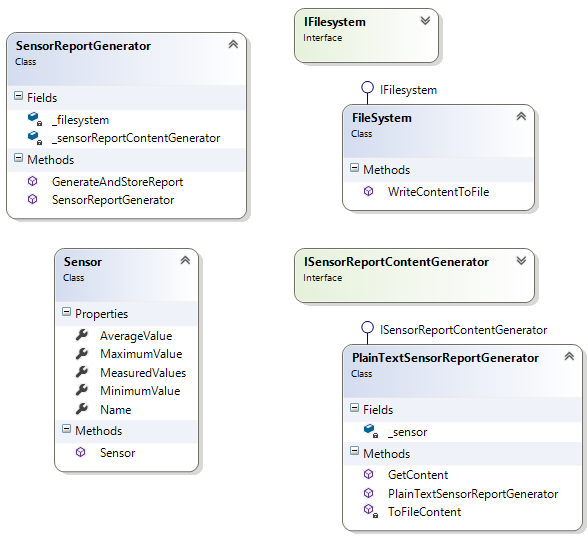 SensorReportGenerator
Class
Fields
_filesystem
_sensorReportContentGenerator
Methods
GenerateAndStoreReport
SensorReportGenerator
IFilesystem
Interface
IFilesystem
FileSystem
Class
Methods
WriteContentToFile
Sensor
Class
Properties
AverageValue
MaximumValue
MeasuredValues
MinimumValue
Name
Methods
Sensor
ISensorReportContentGenerator
Interface
ISensorReportContentGenerator
PlainTextSensorReportGenerator
Class
Fields
_sensor
Methods
GetContent
PlainTextSensorReportGenerator
ToFileContent